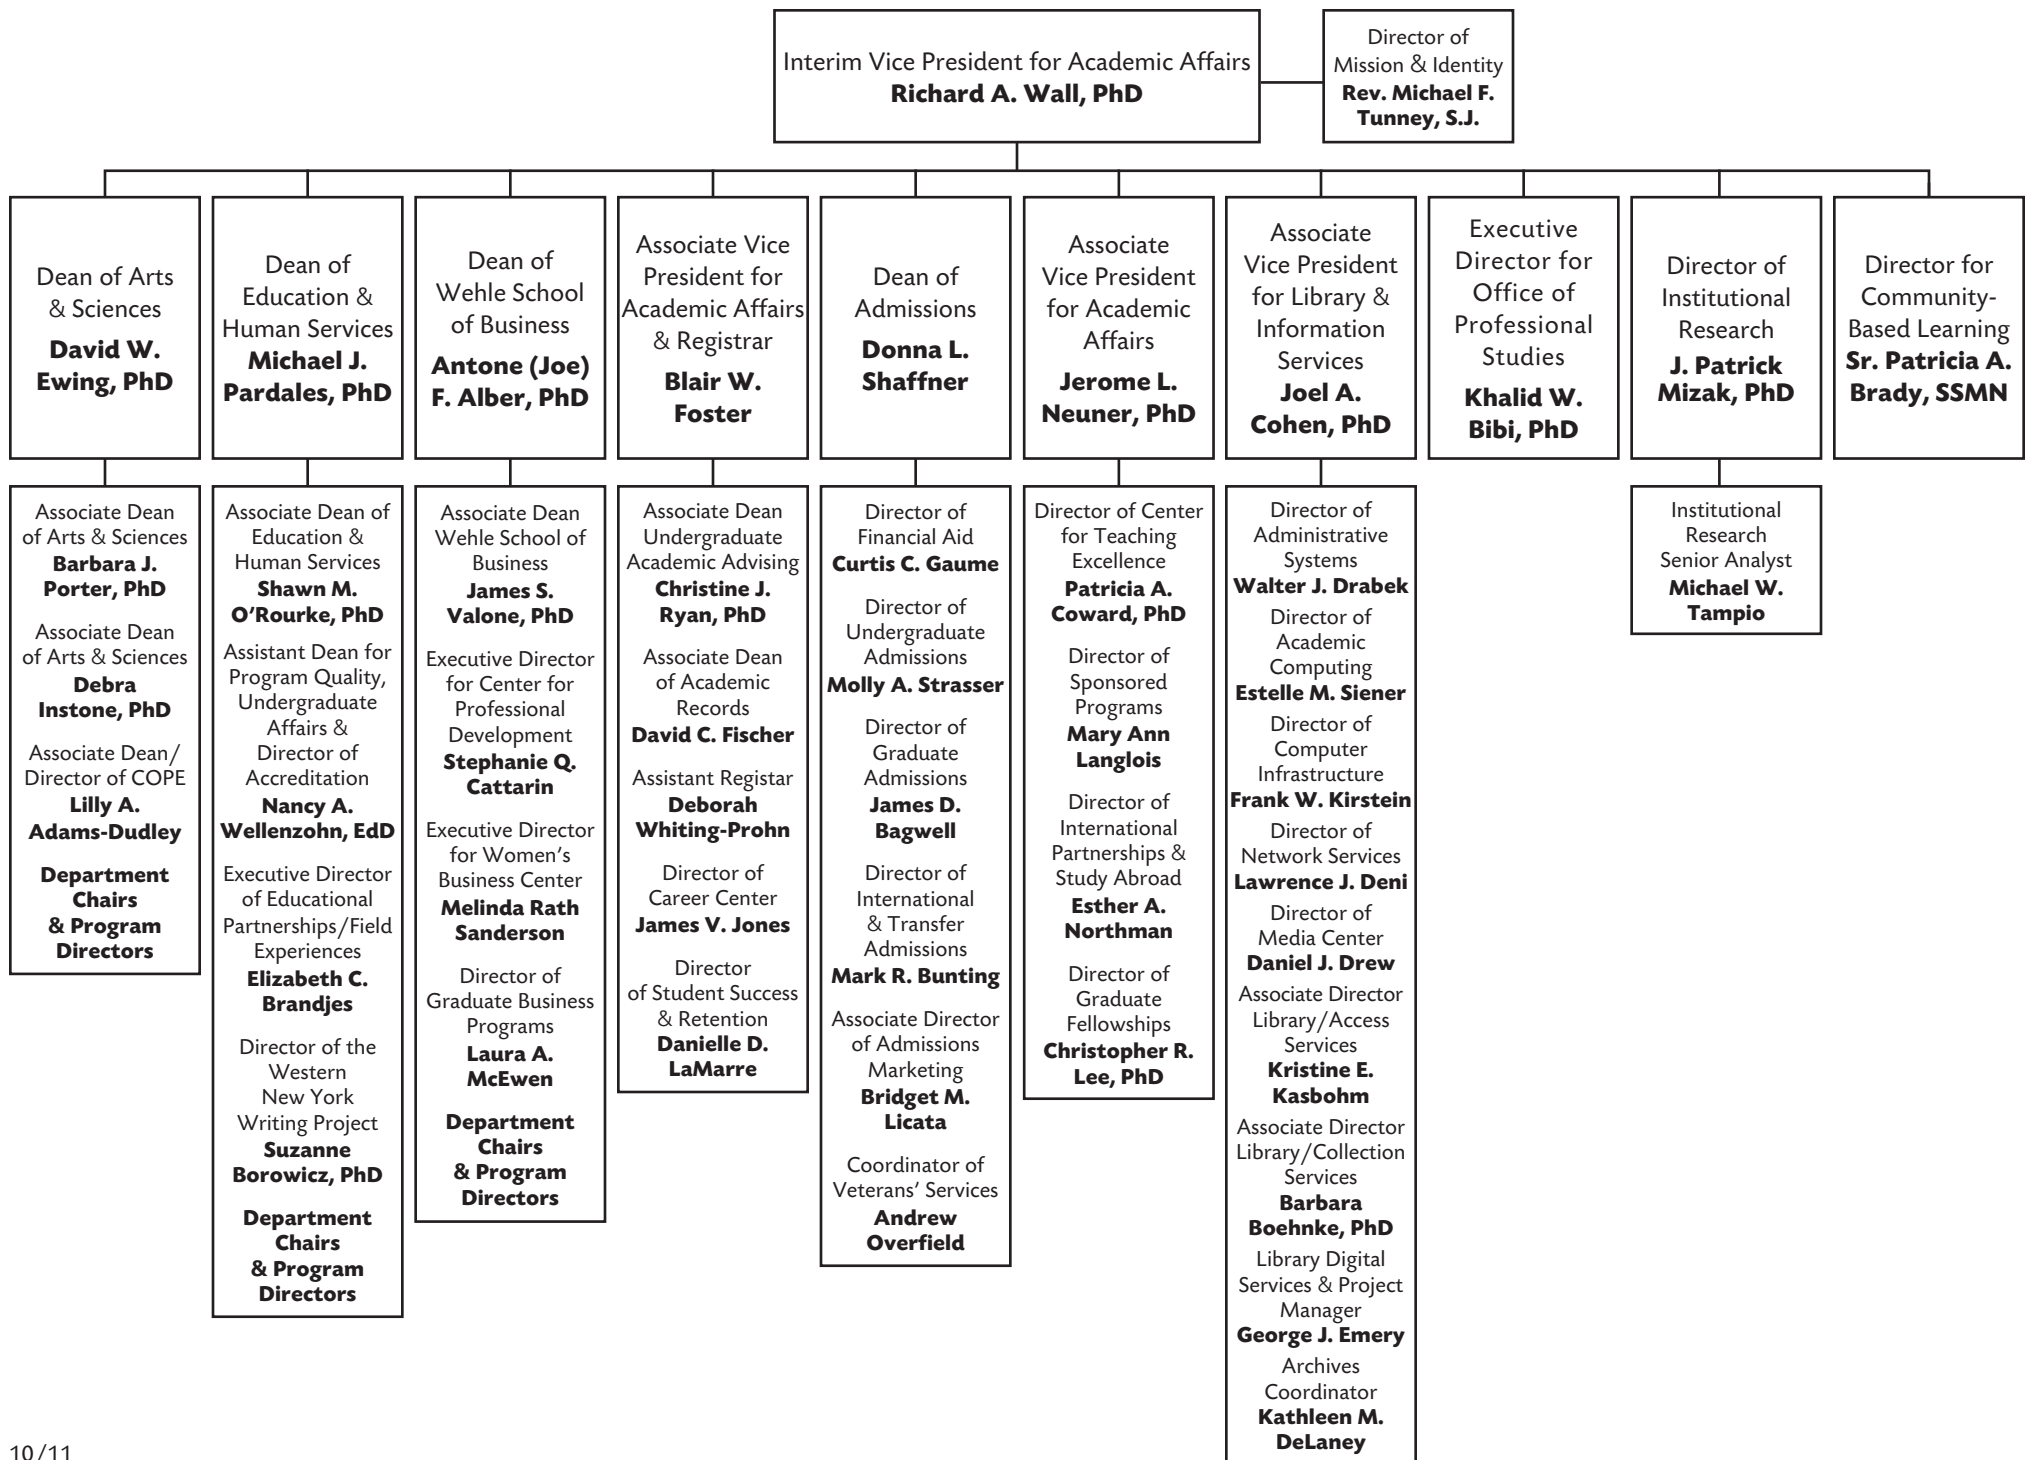 Interim Vice President for Academic Affairs
Richard A. Wall, PhD
Director of
Mission & Identity
Rev. Michael F.
Tunney, S.J.
Dean of Arts
& Sciences
David W.
Ewing, PhD
Dean of
Education &
Human Services
Michael J.
Pardales, PhD
Dean of
Wehle School
of Business
Antone (Joe)
F. Alber, PhD
Associate Vice
President for
Academic Affairs
& Registrar
Blair W.
Foster
Dean of
Admissions
Donna L.
Shaffner
Associate
Vice President
for Academic
Affairs
Jerome L.
Neuner, PhD
Associate
Vice President
for Library &
Information
Services
Joel A.
Cohen, PhD
Executive
Director for
Office of
Professional
Studies
Khalid W.
Bibi, PhD
Director of
Institutional
Research
J. Patrick
Mizak, PhD
Director for
Community-
Based Learning
Sr. Patricia A.
Brady, SSMN
Associate Dean
of Arts & Sciences
Barbara J.
Porter, PhD
Associate Dean
of Arts & Sciences
Debra
Instone, PhD
Associate Dean/
Director of COPE
Lilly A.
Adams-Dudley
Department
Chairs
& Program
Directors
Associate Dean of
Education &
Human Services
Shawn M.
O'Rourke, PhD
Assistant Dean for
Program Quality,
Undergraduate
Affairs &
Director of
Accreditation
Nancy A.
Wellenzohn, EdD
Executive Director
of Educational
Partnerships/Field
Experiences
Elizabeth C.
Brandjes
Director of the
Western
New York
Writing Project
Suzanne
Borowicz, PhD
Department
Chairs
& Program
Directors
Associate Dean
Wehle School of
Business
James S.
Valone, PhD
Executive Director
for Center for
Professional
Development
Stephanie Q.
Cattarin
Executive Director
for Women's
Business Center
Melinda Rath
Sanderson
Director of
Graduate Business
Programs
Laura A.
McEwen
Department
Chairs
& Program
Directors
Associate Dean
Undergraduate
Academic Advising
Christine J.
Ryan, PhD
Associate Dean
of Academic
Records
David C. Fischer
Assistant Registar
Deborah
Whiting-Prohn
Director of
Career Center
James V. Jones
Director
of Student Success
& Retention
Danielle D.
LaMarre
Director of
Financial Aid
Curtis C. Gaume
Director of
Undergraduate
Admissions
Molly A. Strasser
Director of
Graduate
Admissions
James D.
Bagwell
Director of
International
& Transfer
Admissions
Mark R. Bunting
Associate Director
of Admissions
Marketing
Bridget M.
Licata
Coordinator of
Veterans' Services
Andrew
Overfield
Director of Center
for Teaching
Excellence
Patricia A.
Coward, PhD
Director of
Sponsored
Programs
Mary Ann
Langlois
Director of
International
Partnerships &
Study Abroad
Esther A.
Northman
Director of
Graduate
Fellowships
Christopher R.
Lee, PhD
Director of
Administrative
Systems
Walter J. Drabek
Director of
Academic
Computing
Estelle M. Siener
Director of
Computer
Infrastructure
Frank W. Kirstein
Director of
Network Services
Lawrence J. Deni
Director of
Media Center
Daniel J. Drew
Associate Director
Library/Access
Services
Kristine E.
Kasbohm
Associate Director
Library/Collection
Services
Barbara
Boehnke, PhD
Library Digital
Services & Project
Manager
George J. Emery
Archives
Coordinator
Kathleen M.
DeLaney
Institutional
Research
Senior Analyst
Michael W.
Tampio
10/11